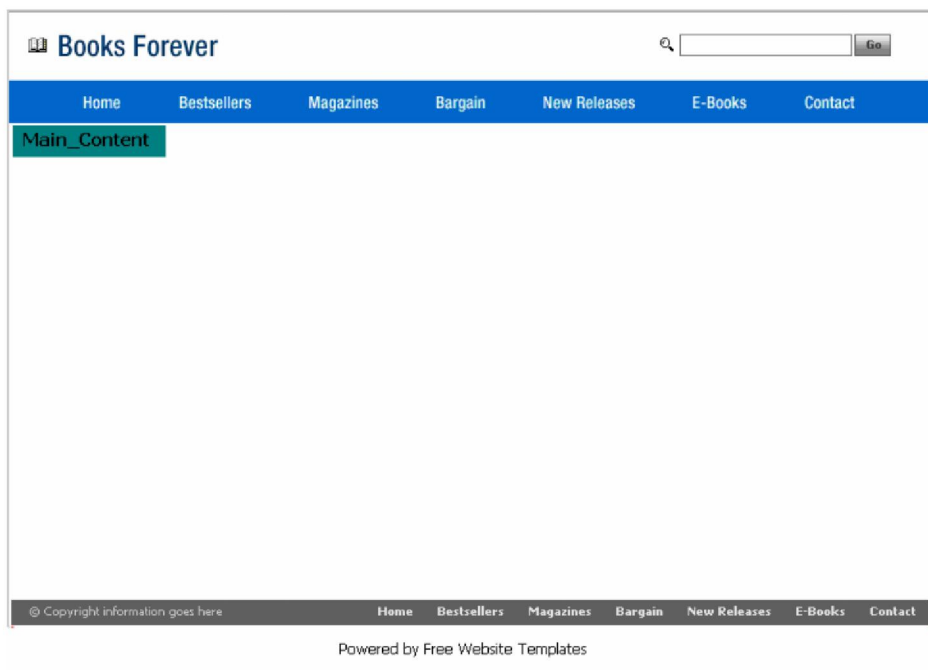 Books Forever Go
Home Bestsellers Magazines Bargain New Releases E-Books Contact
Main_Content
© Copyright information goes here Home Bestsellers Magazines Bargain New Releases E-Books Contact
Powered by Free Website Templates